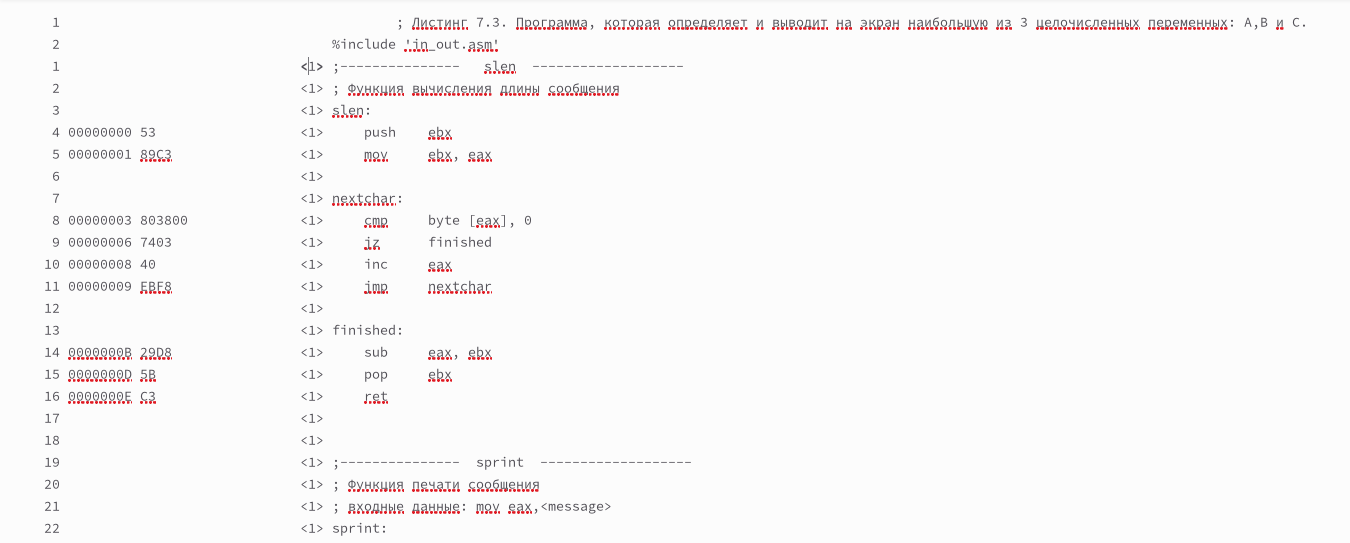 1 ; Листинг 7.3. Программа, которая определяет и выводит на экран наибольшую из 3 целочисленных переменных: A,B и C.
2 %include 'in_out.asm'
1 <1> ;--------------- slen -------------------
2 <1> ; Функция вычисления длины сообщения
3 <1> slen:
4 00000000 53 <1> push ebx
5 00000001 89C3 <1> mov ebx, eax
6 <1>
7 <1> nextchar:
8 00000003 803800 <1> cmp byte [eax], 0
9 00000006 7403 <1> jz finished
10 00000008 40 <1> inc eax
11 00000009 EBF8 <1> jmp nextchar
12 <1>
13 <1> finished:
14 0000000B 29D8 <1> sub eax, ebx
15 0000000D 5B <1> pop ebx
16 0000000E C3 <1> ret
17 <1>
18 <1>
19 <1> ;--------------- sprint -------------------
20 <1> ; Функция печати сообщения
21 <1> ; входные данные: mov eax,<message>
22 <1> sprint: